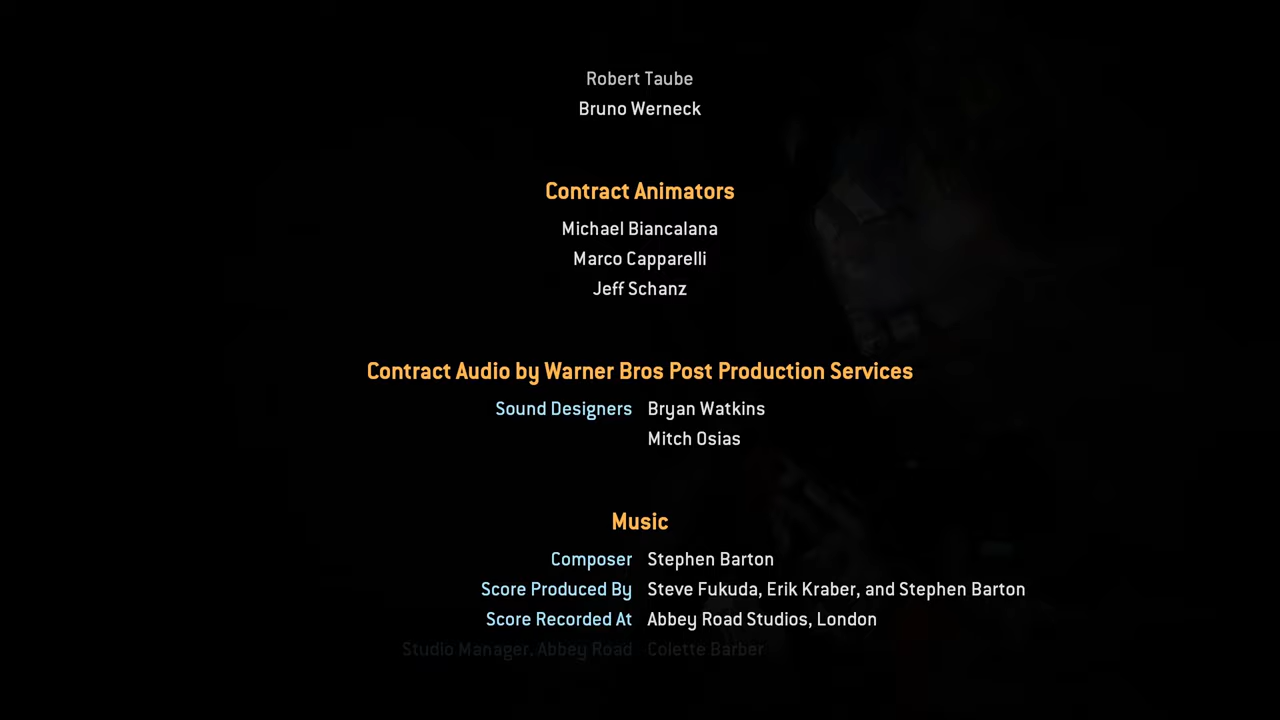 Robert Taube
Bruno Werneck
Contract Animators
Michael Biancalana
Marco Capparelli
Jeff Schanz
Contract Audio by Warner Bros Post Production Services
Sound Designers Bryan Watkins
Mitch Osias
Music
Composer Stephen Barton
Score Produced By Steve Fukuda, Erik Kraber, and Stephen Barton
Score Recorded At Abbey Road Studios, London
Studio Manager, Abbey Road Colette Barber